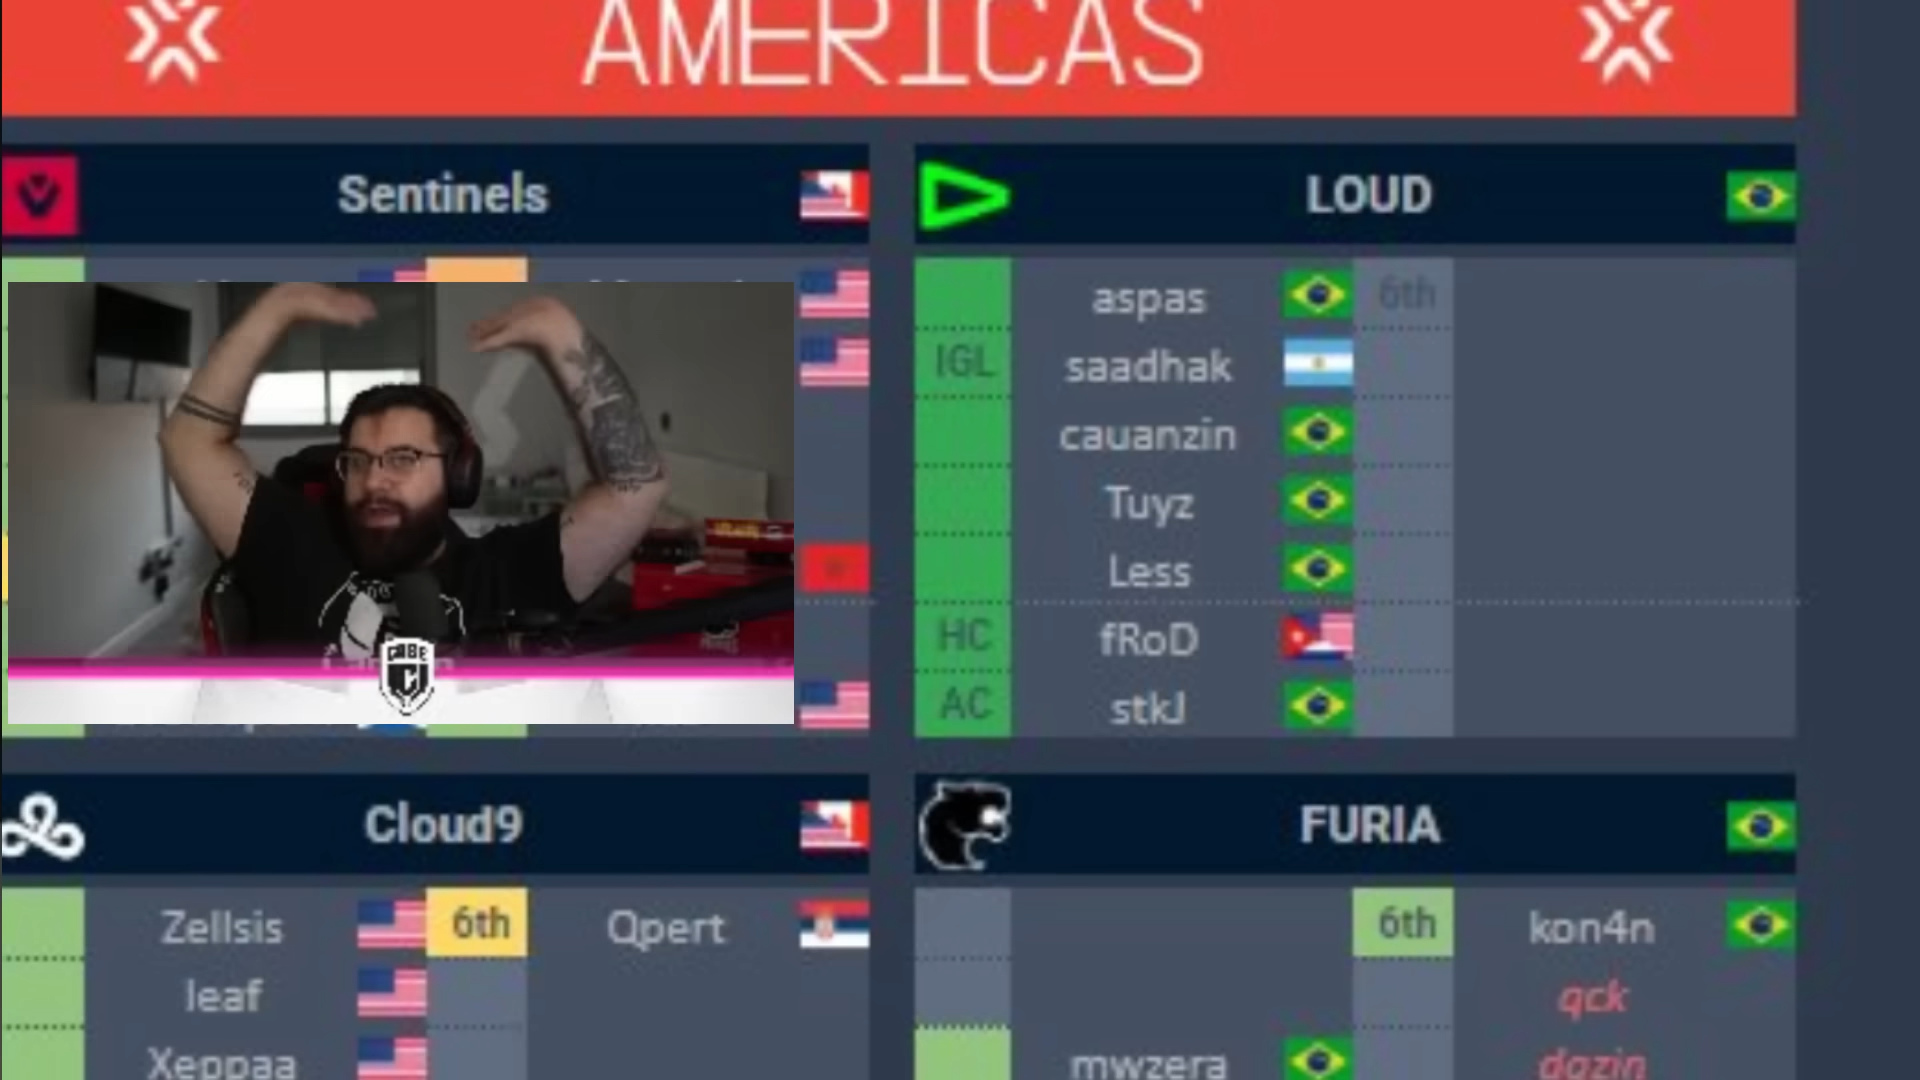 AMERICAS
Sentinels
LOUD
aspas
6th
IGL
saadhak
cauanzin
Tuyz
Less
HC
fRoD
AC
stkJ
Cloud9
FURIA
Zellsis
6th
Qpert
6th
kon4n
leaf
qck
Xeppaa
mwzera
dgzin